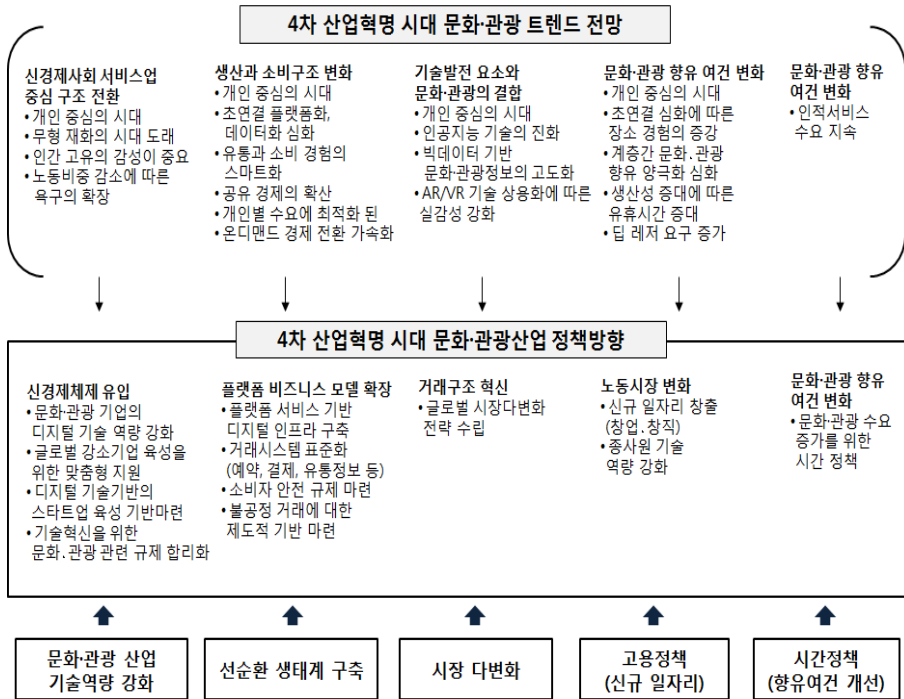 4차 산업혁명 시대 문화·관광 트렌드 전망
신경제사회 서비스업
중심 구조 전환
• 개인 중심의 시대
• 무형 재화의 시대 도래
• 인간 고유의 감성이 중요
• 노동비중 감소에 따른
욕구의 확장
생산과 소비구조 변화
• 개인 중심의 시대
• 초연결 플랫폼화,
데이터화 심화
• 유통과 소비 경험의
스마트화
• 공유 경제의 확산
• 개인별 수요에 최적화 된
• 온디맨드 경제 전환 가속화
기술발전 요소와
문화·관광의 결합
• 개인 중심의 시대
• 인공지능 기술의 진화
• 빅데이터 기반
문화·관광정보의 고도화
• AR/VR 기술 상용화에 따른
실감성 강화
문화·관광 향유 여건 변화
• 개인 중심의 시대
• 초연결 심화에 따른
장소 경험의 증강
• 계층간 문화.관광
향유 양극화 심화
• 생산성 증대에 따른
유휴시간 증대
• 딥 레저 요구 증가
문화·관광 향유
여건 변화
• 인적서비스
수요 지속
4차 산업혁명 시대 문화·관광산업 정책방향
신경제체제 유입
• 문화·관광 기업의
디지털 기술 역량 강화
• 글로벌 강소기업 육성을
위한 맞춤형 지원
• 디지털 기술기반의
스타트업 육성 기반마련
• 기술혁신을 위한
문화.관광 관련 규제 합리화
플랫폼 비즈니스 모델 확장
• 플랫폼 서비스 기반
디지털 인프라 구축
• 거래시스템 표준화
(예약, 결제, 유통정보 등)
• 소비자 안전 규제 마련
• 불공정 거래에 대한
제도적 기반 마련
거래구조 혁신
• 글로벌 시장다변화
전략 수립
노동시장 변화
• 신규 일자리 창출
(창업.창직)
• 종사원 기술
역량 강화
문화·관광 향유
여건 변화
• 문화·관광 수요
증가를 위한
시간 정책
문화·관광 산업
기술역량 강화
선순환 생태계 구축
시장 다변화
고용정책
(신규 일자리)
시간정책
(향유여건 개선)